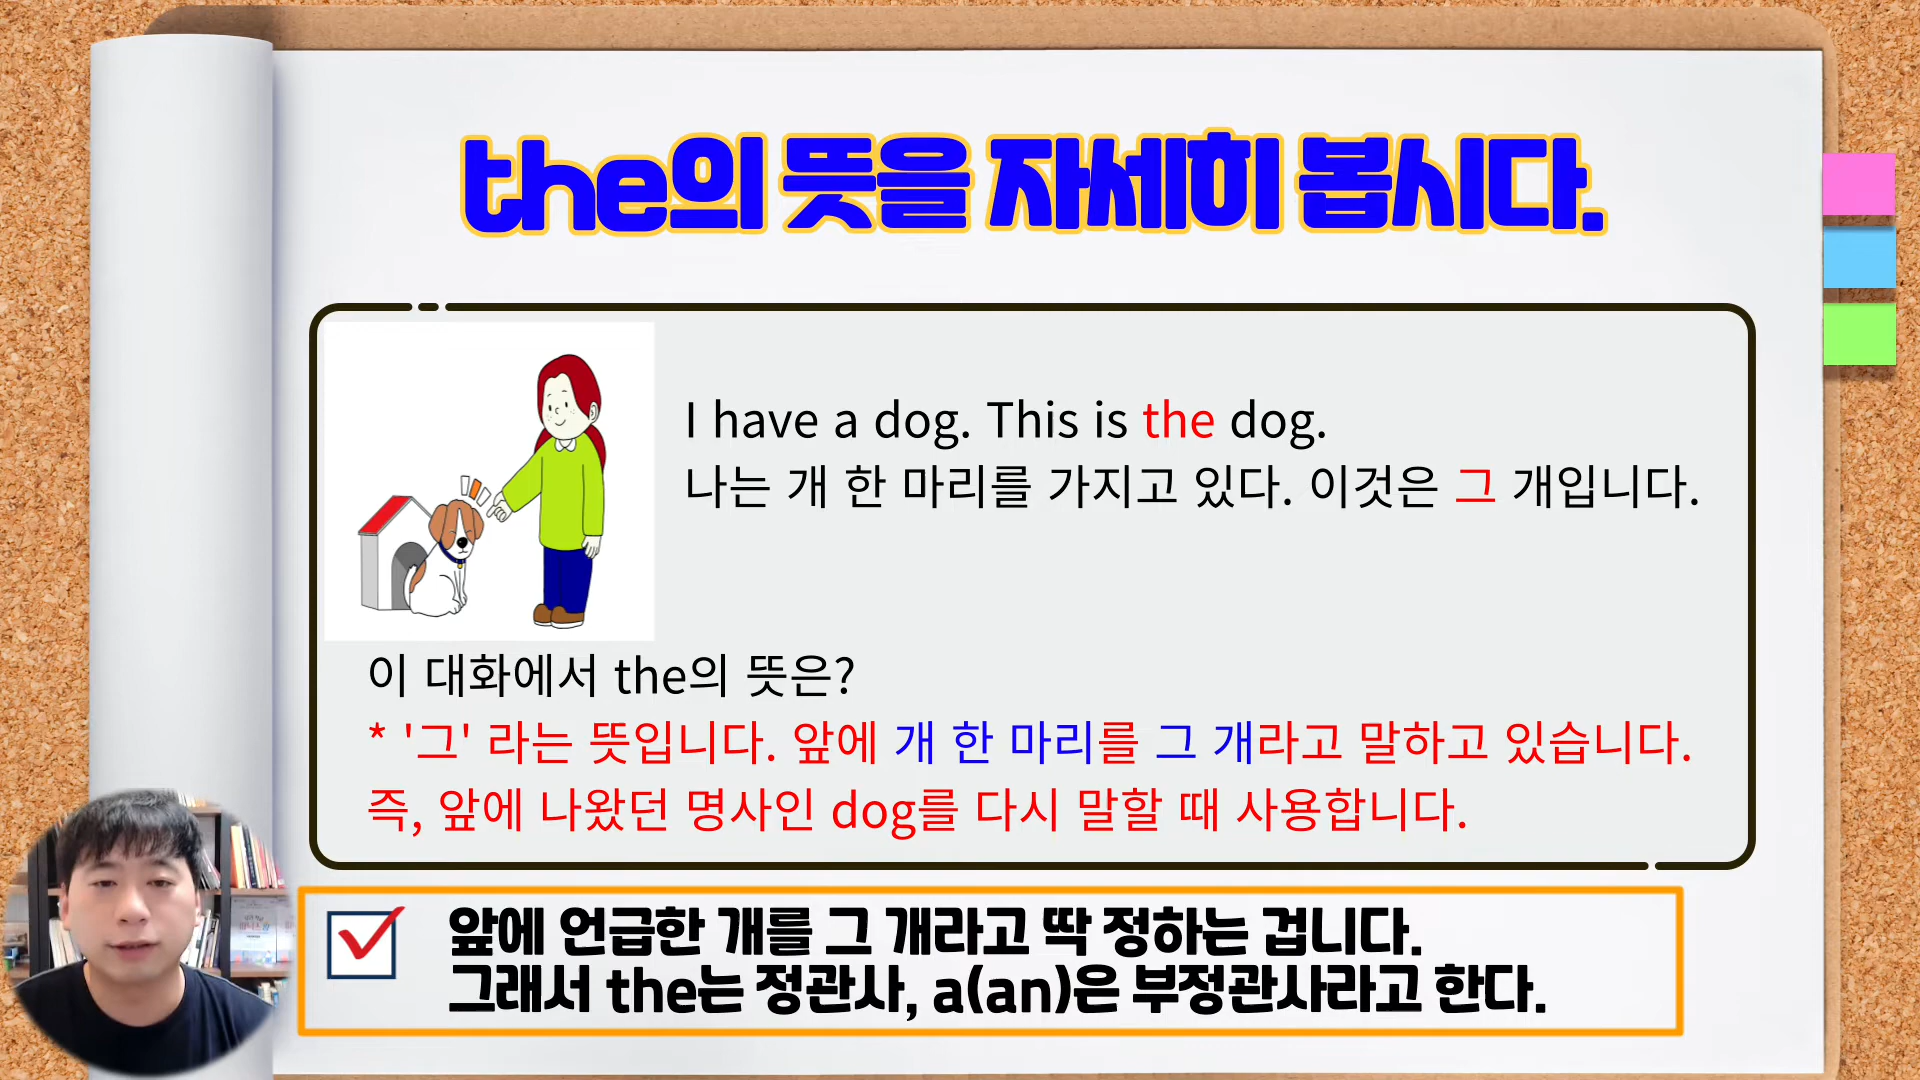 the의 뜻을 자세히 봅시다.
I have a dog. This is the dog.
나는 개 한 마리를 가지고 있다. 이것은 그 개입니다.
이 대화에서 the의 뜻은?
* '그' 라는 뜻입니다. 앞에 개 한 마리를 그 개라고 말하고 있습니다.
즉, 앞에 나왔던 명사인 dog를 다시 말할 때 사용합니다.
앞에 언급한 개를 그 개라고 딱 정하는 겁니다.
그래서 the는 정관사, a(an)은 부정관사라고 한다.